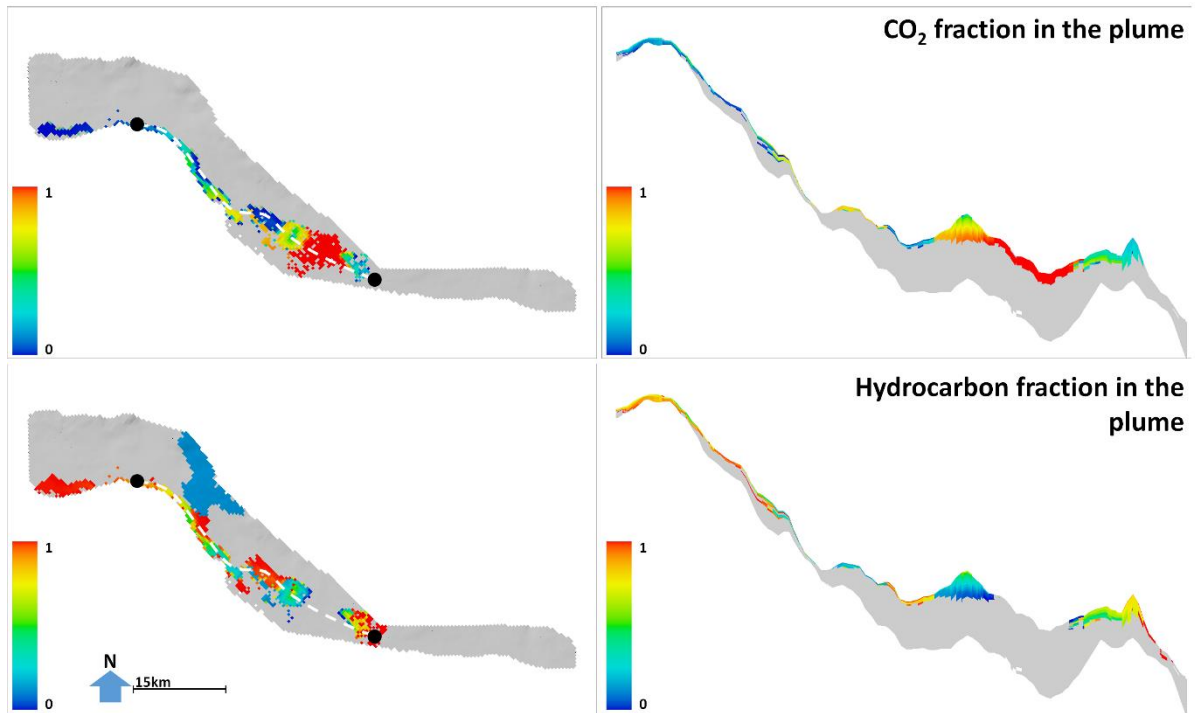 CO₂ fraction in the plume
1
0
1
0
Hydrocarbon fraction in the
plume
1
0
N
15km
1
0